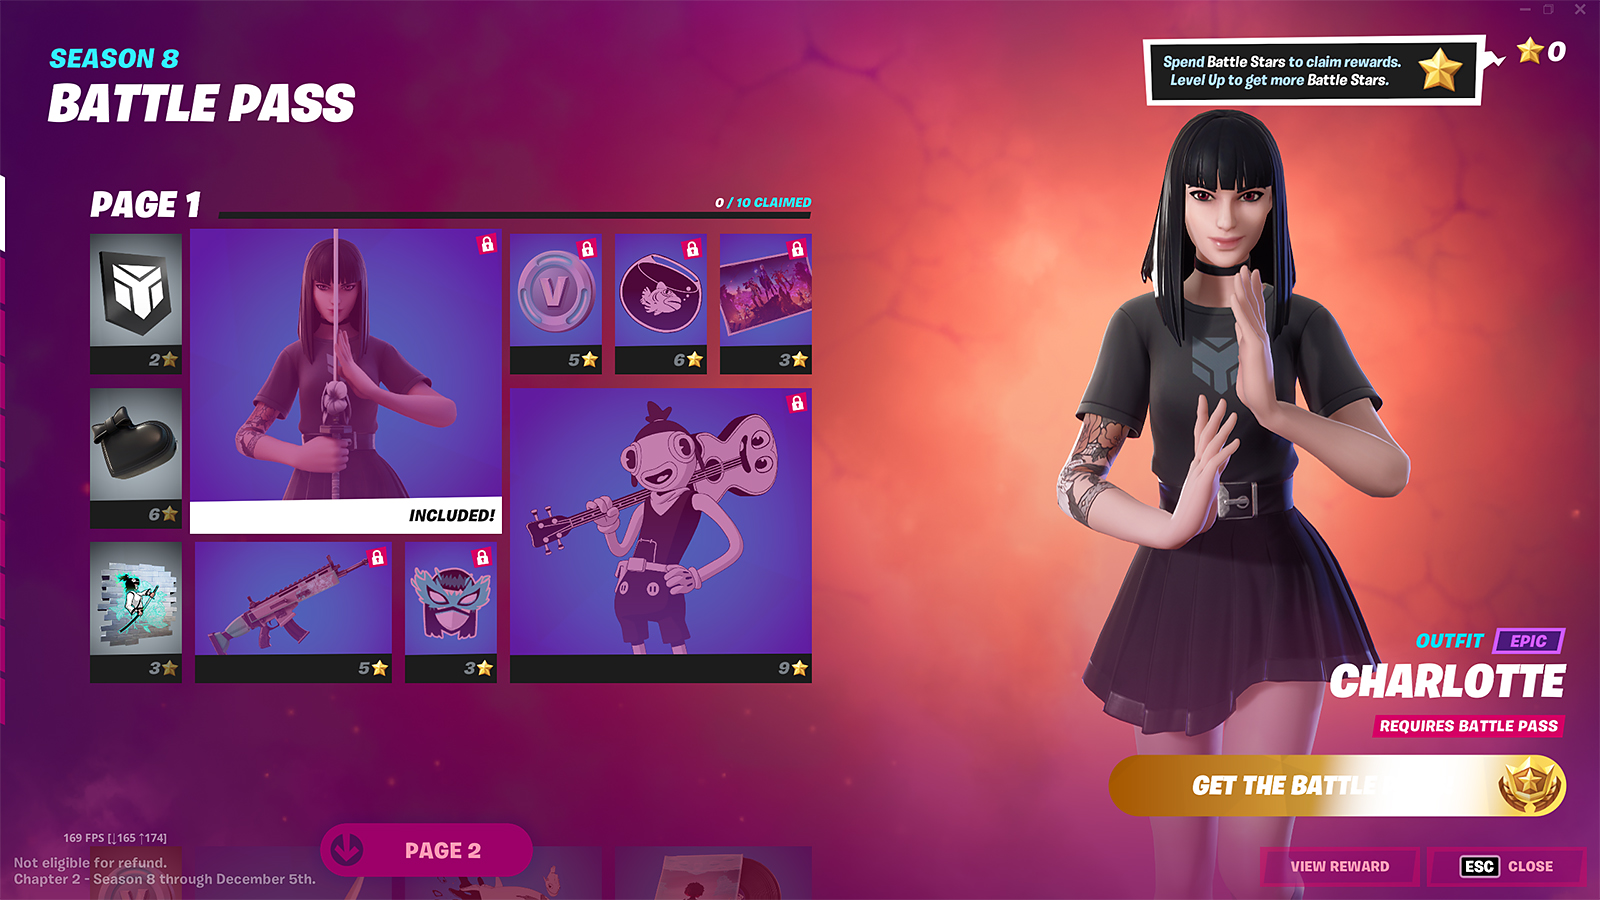 SEASON 8
BATTLE PASS
Spend Battle Stars to claim rewards.
Level Up to get more Battle Stars.
0
PAGE 1
0 / 10 CLAIMED
2
5
6
3
6
INCLUDED!
3
5
3
9
OUTFIT EPIC
CHARLOTTE
REQUIRES BATTLE PASS
GET THE BATTLE
169 FPS [↓165 ↑174]
Not eligible for refund.
Chapter 2 - Season 8 through December 5th.
PAGE 2
VIEW REWARD
ESC CLOSE